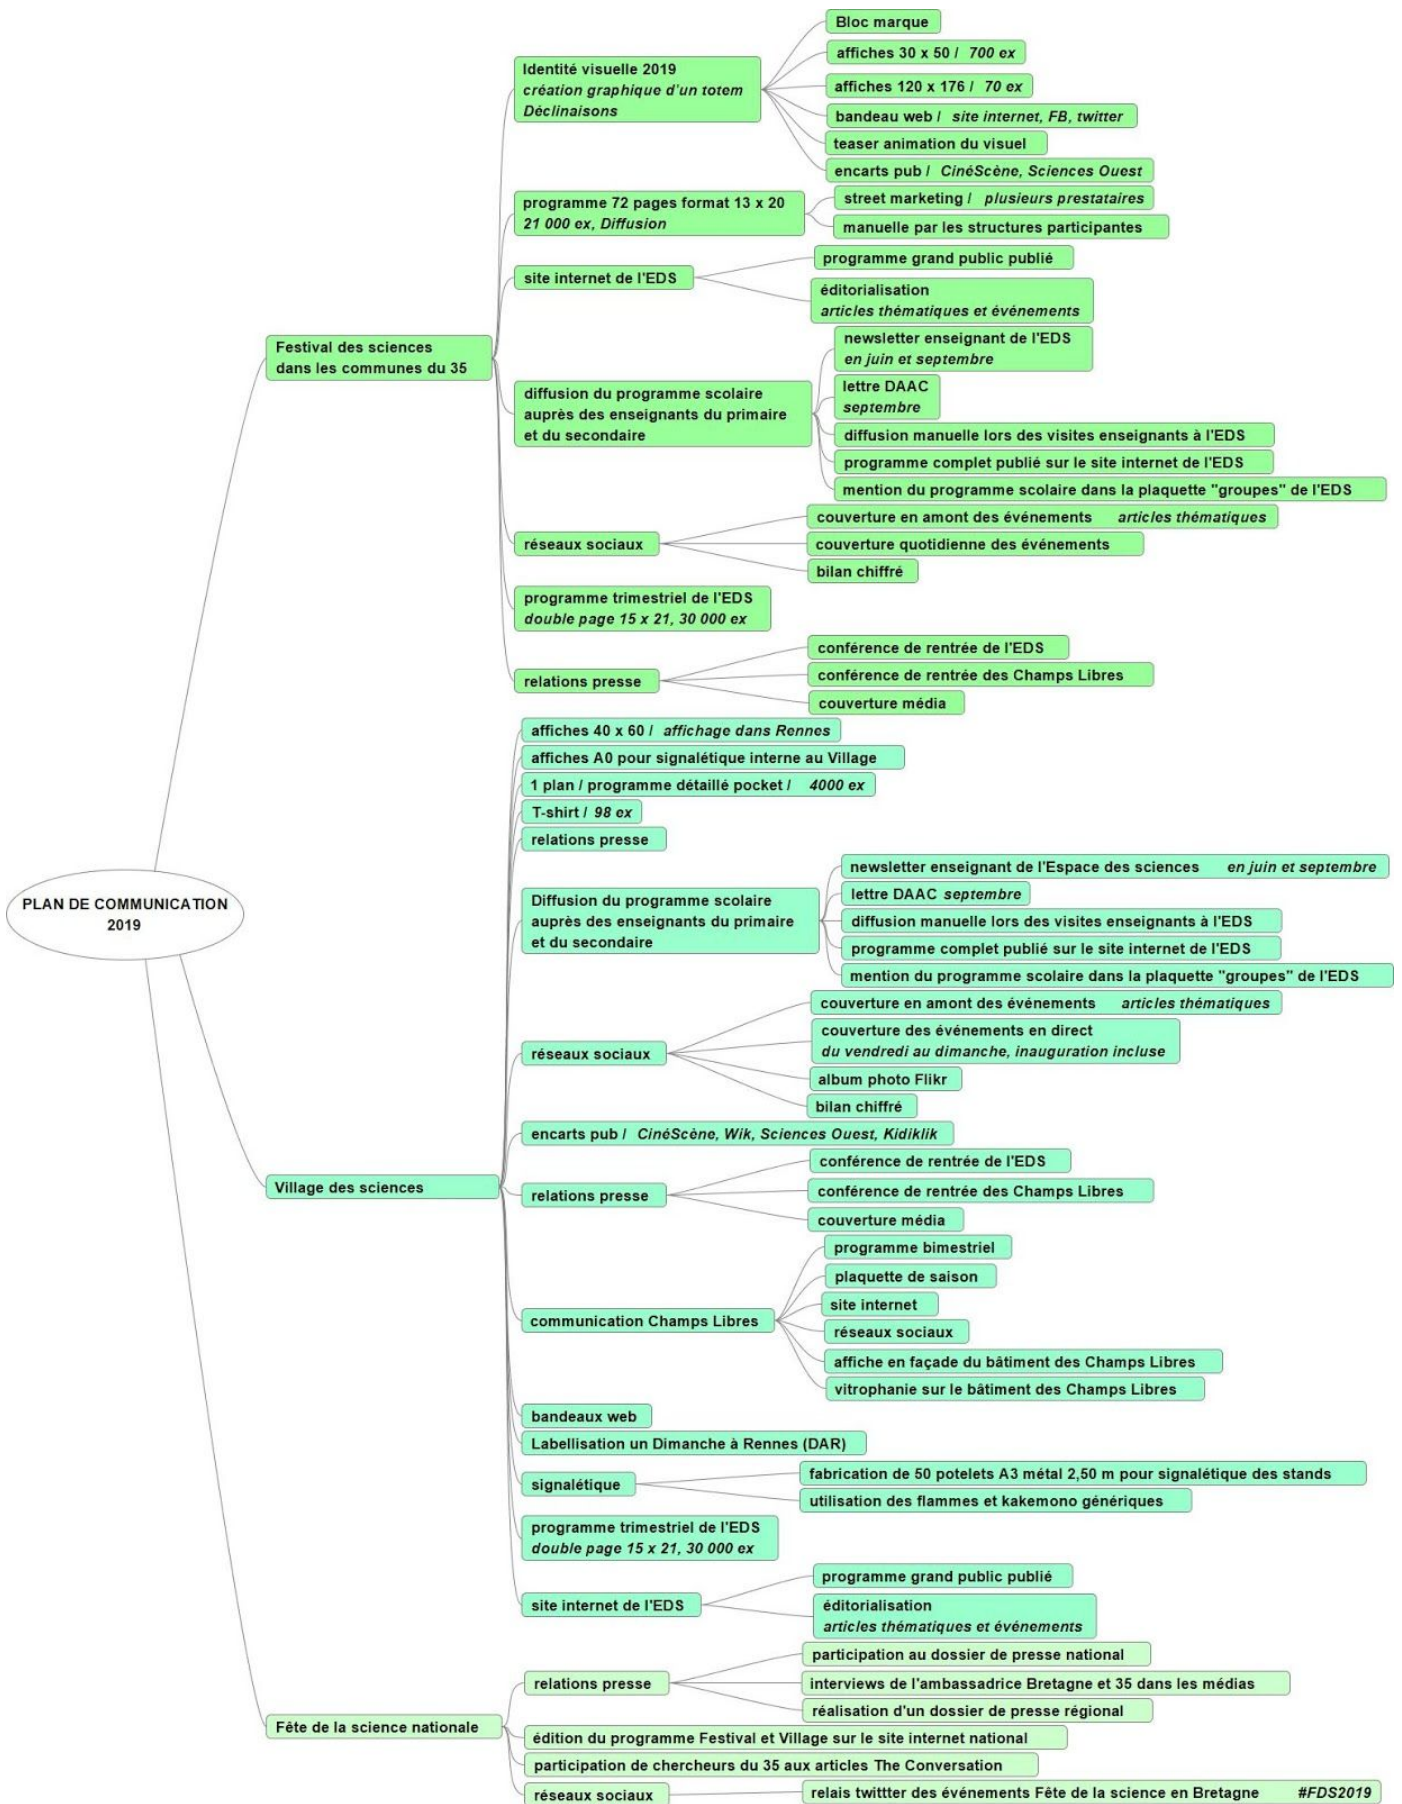 PLAN DE COMMUNICATION
2019
Festival des sciences
dans les communes du 35
Identité visuelle 2019
création graphique d'un totem
Déclinaisons
Bloc marque
affiches 30 x 50 / 700 ex
affiches 120 x 176 / 70 ex
bandeau web / site internet, FB, twitter
teaser animation du visuel
encarts pub / CinéScène, Sciences Ouest
programme 72 pages format 13 x 20
21 000 ex, Diffusion
street marketing / plusieurs prestataires
manuelle par les structures participantes
site internet de l'EDS
programme grand public publié
éditorialisation
articles thématiques et événements
diffusion du programme scolaire
auprès des enseignants du primaire
et du secondaire
newsletter enseignant de l'EDS
en juin et septembre
lettre DAAC
septembre
diffusion manuelle lors des visites enseignants à l'EDS
programme complet publié sur le site internet de l'EDS
mention du programme scolaire dans la plaquette "groupes" de l'EDS
réseaux sociaux
couverture en amont des événements articles thématiques
couverture quotidienne des événements
bilan chiffré
programme trimestriel de l'EDS
double page 15 x 21, 30 000 ex
relations presse
conférence de rentrée de l'EDS
conférence de rentrée des Champs Libres
couverture média
Village des sciences
affiches 40 x 60 / affichage dans Rennes
affiches A0 pour signalétique interne au Village
1 plan / programme détaillé pocket / 4000 ex
T-shirt / 98 ex
relations presse
Diffusion du programme scolaire
auprès des enseignants du primaire
et du secondaire
newsletter enseignant de l'Espace des sciences en juin et septembre
lettre DAAC septembre
diffusion manuelle lors des visites enseignants à l'EDS
programme complet publié sur le site internet de l'EDS
mention du programme scolaire dans la plaquette "groupes" de l'EDS
réseaux sociaux
couverture en amont des événements articles thématiques
couverture des événements en direct
du vendredi au dimanche, inauguration incluse
album photo Flikr
bilan chiffré
encarts pub / CinéScène, Wik, Sciences Ouest, Kidiklik
relations presse
conférence de rentrée de l'EDS
conférence de rentrée des Champs Libres
couverture média
communication Champs Libres
programme bimestriel
plaquette de saison
site internet
réseaux sociaux
affiche en façade du bâtiment des Champs Libres
vitrophanie sur le bâtiment des Champs Libres
bandeaux web
Labellisation un Dimanche à Rennes (DAR)
signalétique
fabrication de 50 potelets A3 métal 2,50 m pour signalétique des stands
utilisation des flammes et kakemono génériques
programme trimestriel de l'EDS
double page 15 x 21, 30 000 ex
site internet de l'EDS
programme grand public publié
éditorialisation
articles thématiques et événements
Fête de la science nationale
relations presse
participation au dossier de presse national
interviews de l'ambassadrice Bretagne et 35 dans les médias
réalisation d'un dossier de presse régional
édition du programme Festival et Village sur le site internet national
participation de chercheurs du 35 aux articles The Conversation
réseaux sociaux
relais twittter des événements Fête de la science en Bretagne #FDS2019